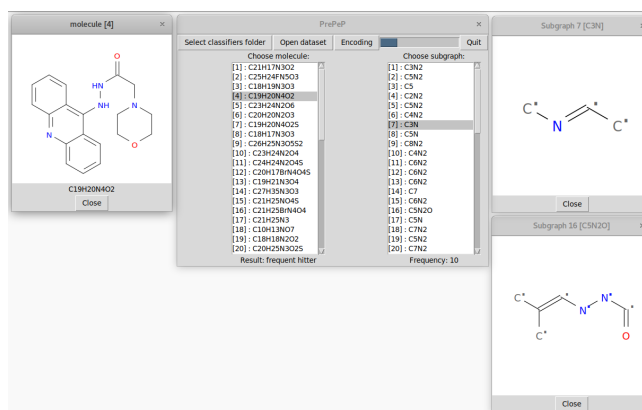 molecule [4]
×
O
HN
NH
N
N
O
C19H20N4O2
Close
PrePeP
×
Select classifiers folder
Open dataset
Encoding
Quit
Choose molecule:
Choose subgraph:
[1] : C21H17N3O2
[2] : C25H24FN5O3
[3] : C18H19N3O3
[4] : C19H20N4O2
[5] : C23H24N2O6
[6] : C20H20N2O3
[7] : C19H20N4O2S
[8] : C18H17N3O3
[9] : C26H25N3O5S2
[10] : C23H24N2O4
[11] : C24H24N2O4S
[12] : C20H17BrN4O4S
[13] : C19H21N3O4
[14] : C27H35N3O3
[15] : C21H25NO4S
[16] : C21H25BrN4O4
[17] : C21H25N3
[18] : C10H13NO7
[19] : C18H18N2O2
[20] : C20H25N3O2S
[1] : C3N2
[2] : C5N2
[3] : C5
[4] : C2N2
[5] : C5N2
[6] : C4N2
[7] : C3N
[8] : C5N
[9] : C8N2
[10] : C4N2
[11] : C6N2
[12] : C6N2
[13] : C6N2
[14] : C7
[15] : C6N2
[16] : C5N2O
[17] : C5N
[18] : C7N2
[19] : C5N2
[20] : C7N2
Result: frequent hitter
Frequency: 10
Subgraph 7 [C3N]
×
C
N
C
Close
Subgraph 16 [C5N2O]
C
C
N
N
C
O
Close